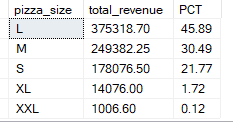 pizza_size total_revenue PCT
L 375318.70 45.89
M 249382.25 30.49
S 178076.50 21.77
XL 14076.00 1.72
XXL 1006.60 0.12